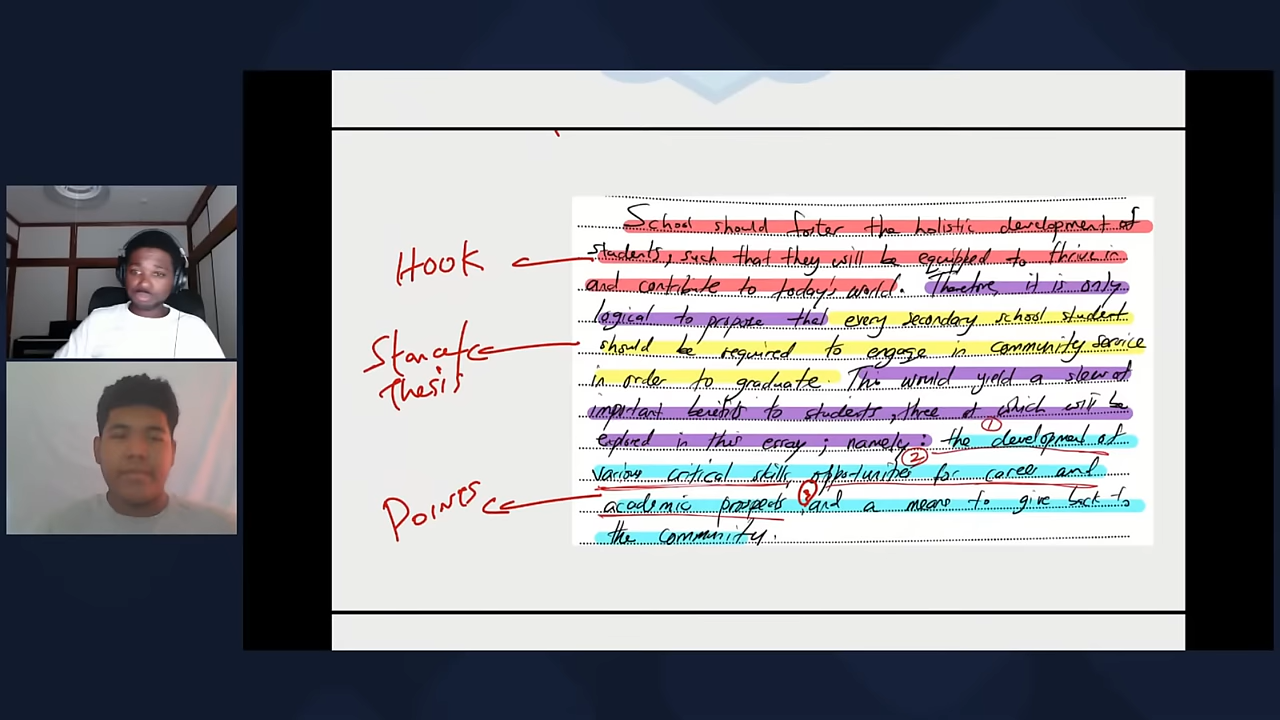 School should foster the holistic development of
students, such that they will be equipped to thrive in
and contribute to today's world. Therefore, it is only
logical to propose that every secondary school student
should be required to engage in community service
in order to graduate. This would yield a slew of
important benefits to students, three of which will be
explored in this essay; namely: the development of
various critical skills, opportunities for career and
academic prospects, and a means to give back to
the community.
HOOK
Stance/
Thesis
POINTS
1
2
3